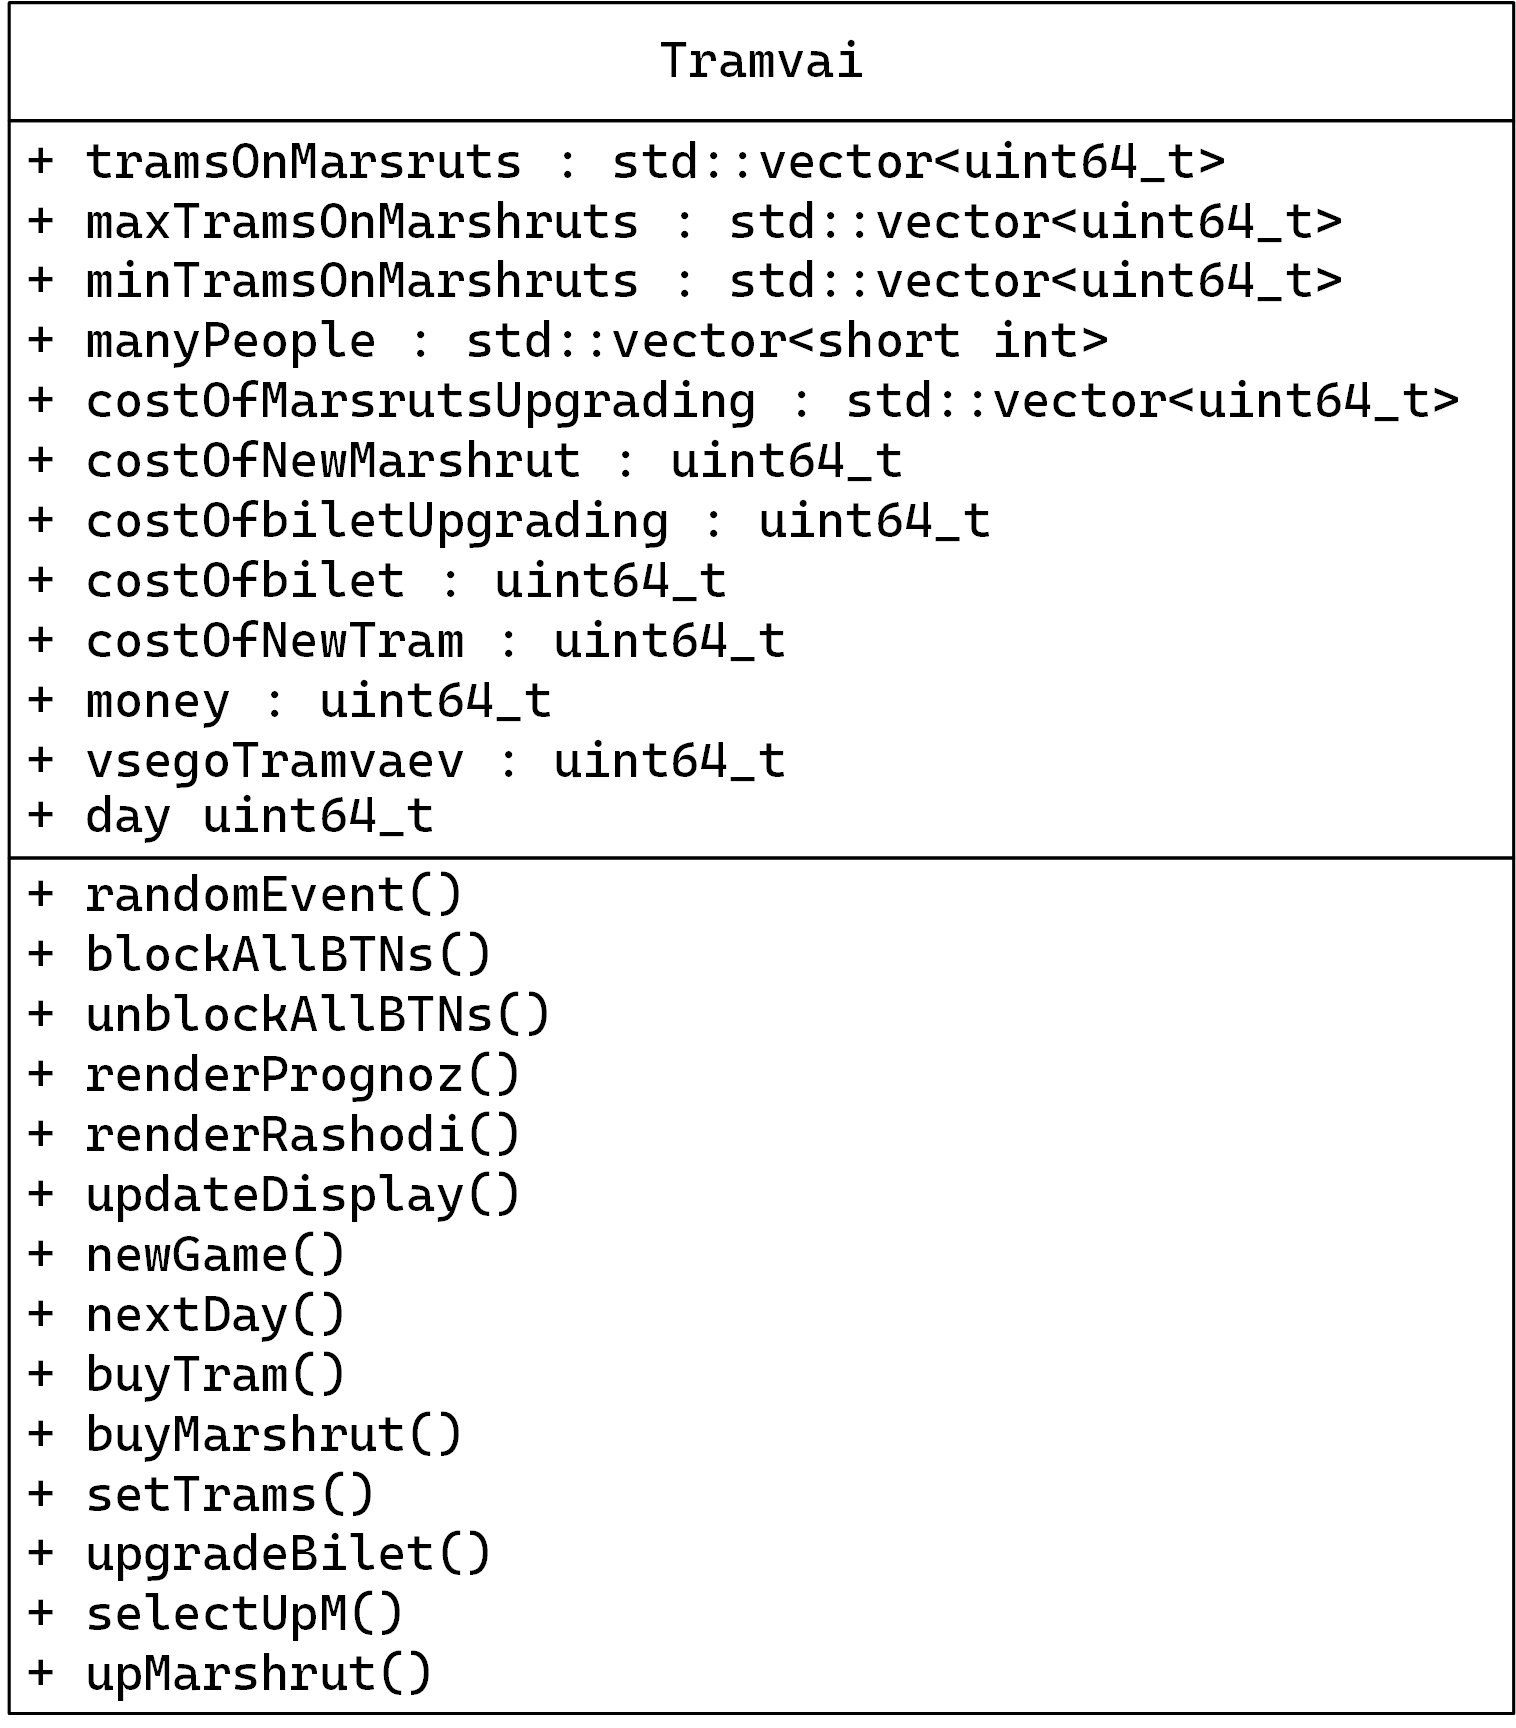 Tramvai
+ tramsOnMarsruts : std::vector<uint64_t>
+ maxTramsOnMarshruts : std::vector<uint64_t>
+ minTramsOnMarshruts : std::vector<uint64_t>
+ manyPeople : std::vector<short int>
+ costOfMarsrutsUpgrading : std::vector<uint64_t>
+ costOfNewMarshrut : uint64_t
+ costOfbiletUpgrading : uint64_t
+ costOfbilet : uint64_t
+ costOfNewTram : uint64_t
+ money : uint64_t
+ vsegoTramvaev : uint64_t
+ day uint64_t
+ randomEvent()
+ blockAllBTNs()
+ unblockAllBTNs()
+ renderPrognoz()
+ renderRashodi()
+ updateDisplay()
+ newGame()
+ nextDay()
+ buyTram()
+ buyMarshrut()
+ setTrams()
+ upgradeBilet()
+ selectUpM()
+ upMarshrut()